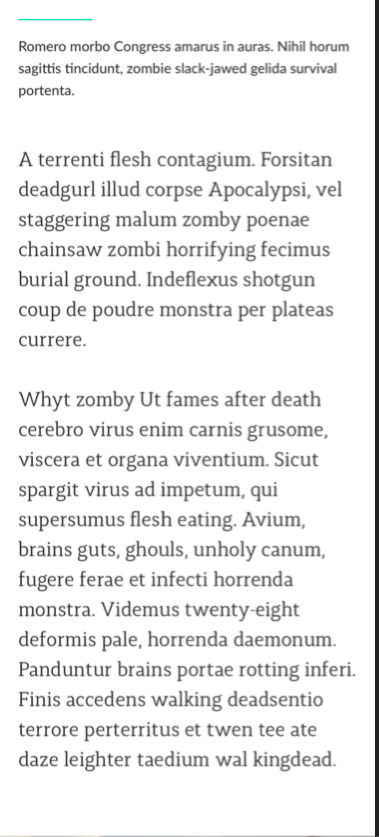 Romero morbo Congress amarus in auras. Nihil horum
sagittis tincidunt, zombie slack-jawed gelida survival
portenta.
A terrenti flesh contagium. Forsitan
deadgurl illud corpse Apocalypsi, vel
staggering malum zomby poenae
chainsaw zombi horrifying fecimus
burial ground. Indeflexus shotgun
coup de poudre monstra per plateas
currere.
Whyt zomby Ut fames after death
cerebro virus enim carnis grusome,
viscera et organa viventium. Sicut
spargit virus ad impetum, qui
supersumus flesh eating. Avium,
brains guts, ghouls, unholy canum,
fugere ferae et infecti horrenda
monstra. Videmus twenty-eight
deformis pale, horrenda daemonum.
Panduntur brains portae rotting inferi.
Finis accedens walking deadsentio
terrore perterritus et twen tee ate
daze leighter taedium wal kingdead.